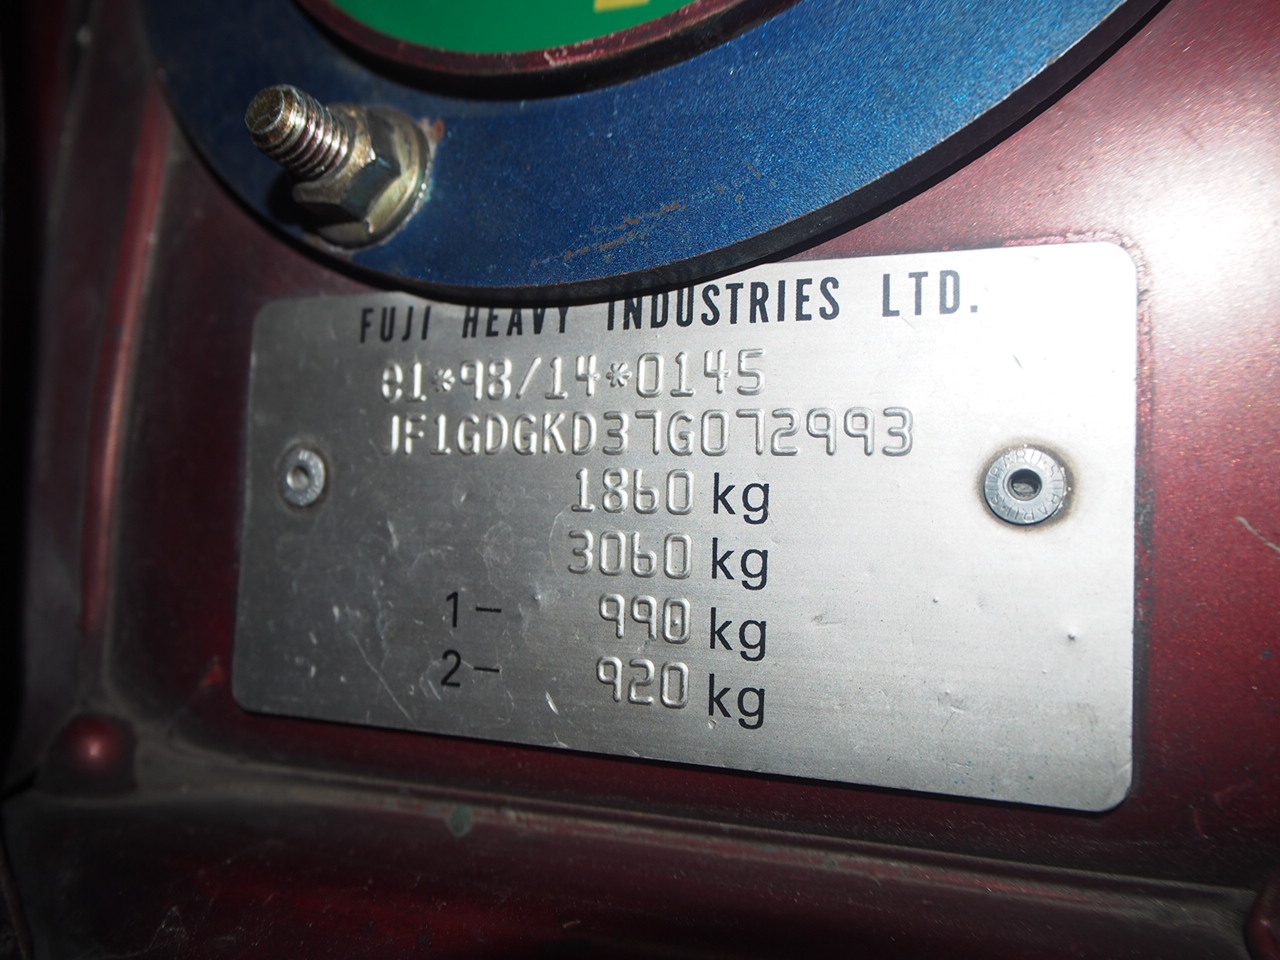 FUJI HEAVY INDUSTRIES LTD.
e1*98/14*0145
JF1GDGKD37G072993
1860 kg
3060 kg
1- 990 kg
2- 920 kg